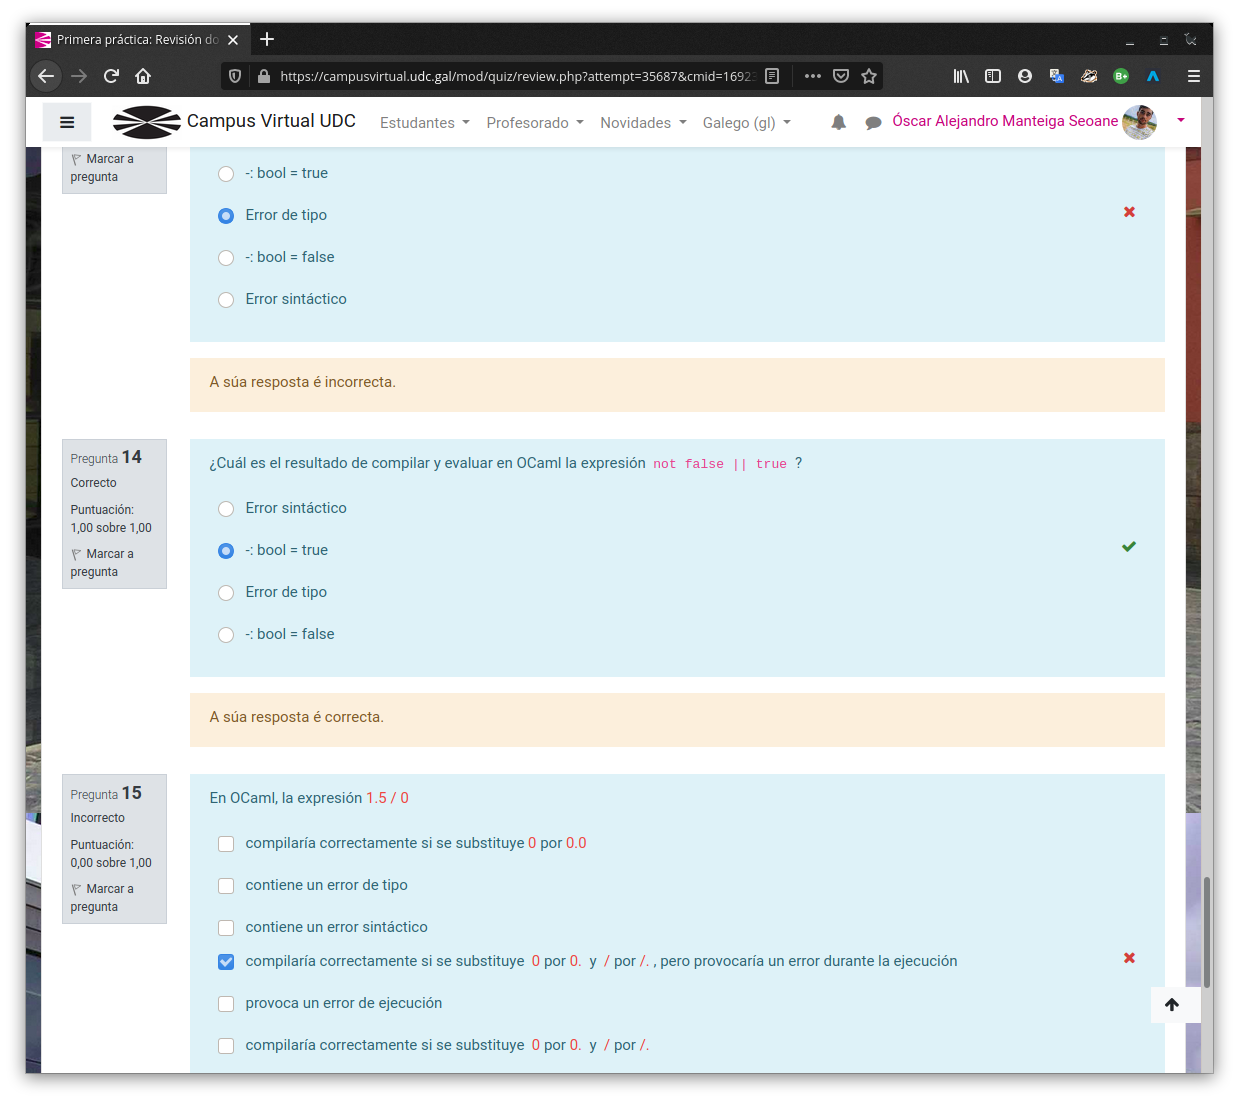 Primera práctica: Revisión do
https://campusvirtual.udc.gal/mod/quiz/review.php?attempt=35687&cmid=16923
Campus Virtual UDC
Estudantes
Profesorado
Novidades
Galego (gl)
Óscar Alejandro Manteiga Seoane
Marcar a
pregunta
-: bool = true
Error de tipo
-: bool = false
Error sintáctico
A súa resposta é incorrecta.
Pregunta 14
Correcto
Puntuación:
1,00 sobre 1,00
Marcar a
pregunta
¿Cuál es el resultado de compilar y evaluar en OCaml la expresión not false || true ?
Error sintáctico
-: bool = true
Error de tipo
-: bool = false
A súa resposta é correcta.
Pregunta 15
Incorrecto
Puntuación:
0,00 sobre 1,00
Marcar a
pregunta
En OCaml, la expresión 1.5 / 0
compilaría correctamente si se substituye 0 por 0.0
contiene un error de tipo
contiene un error sintáctico
compilaría correctamente si se substituye 0 por 0. y / por /. , pero provocaría un error durante la ejecución
provoca un error de ejecución
compilaría correctamente si se substituye 0 por 0. y / por /.